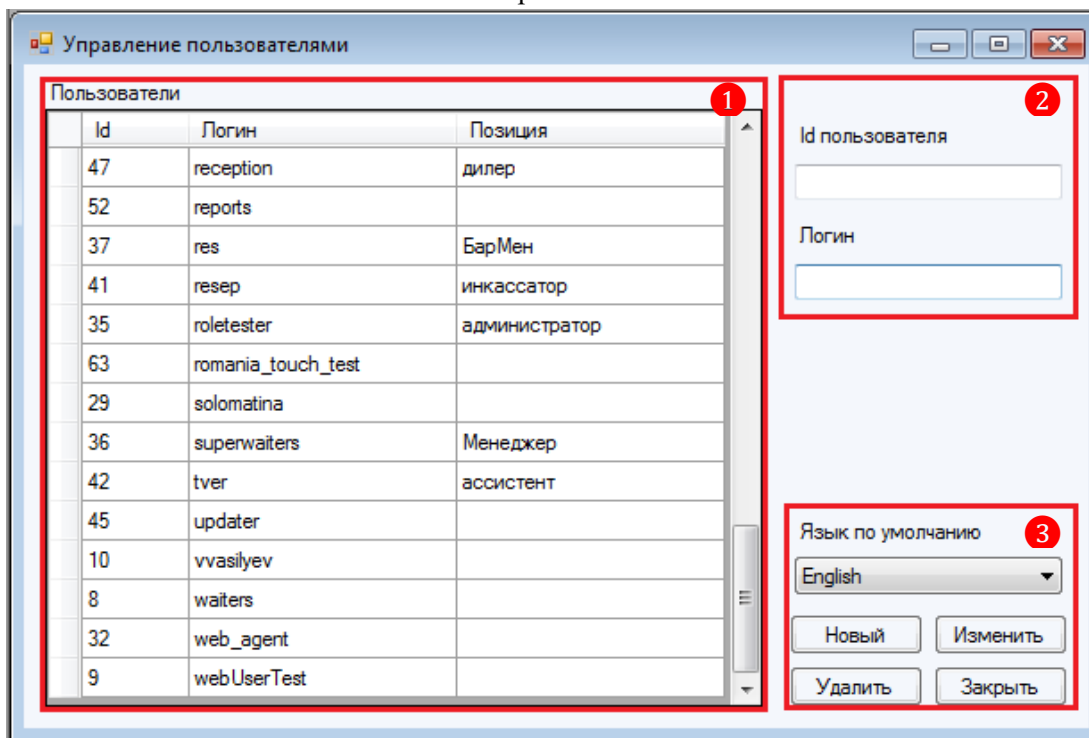 Управление пользователями
Пользователи 1
Id Логин Позиция
47 reception дилер
52 reports
37 res БарМен
41 resep инкассатор
35 roletester администратор
63 romania_touch_test
29 solomatina
36 superwaiters Менеджер
42 tver ассистент
45 updater
10 vvasilyev
8 waiters
32 web_agent
9 webUserTest
2
Id пользователя
Логин
Язык по умолчанию 3
English
Новый Изменить
Удалить Закрыть